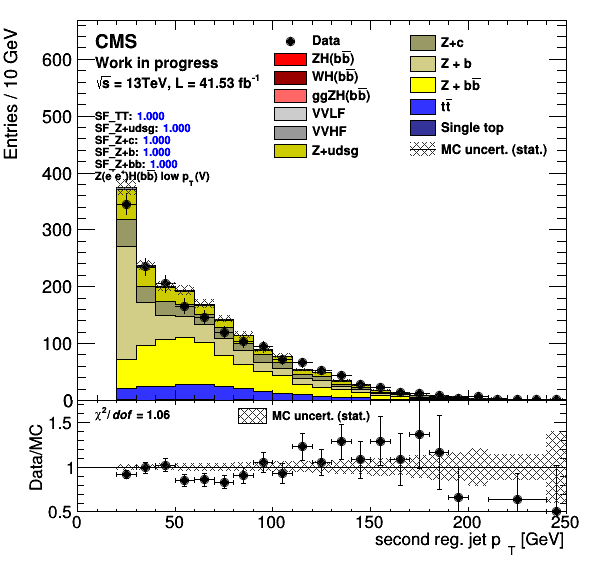 Entries / 10 GeV
600
500
400
300
200
100
0
CMS
Work in progress
√s = 13TeV, L = 41.53 fb⁻¹
SF_TT: 1.000
SF_Z+udsg: 1.000
SF_Z+c: 1.000
SF_Z+b: 1.000
SF_Z+bb: 1.000
Z(e⁻e⁺)H(bb̅) low p_T(V)
Data
ZH(bb̅)
WH(bb̅)
ggZH(bb̅)
VVLF
VVHF
Z+udsg
Z+c
Z + b
Z + bb̅
tt̅
Single top
MC uncert. (stat.)
Data/MC
1.5
1
0.5
χ²/dof = 1.06
MC uncert. (stat.)
0 50 100 150 200 250
second reg. jet p_T [GeV]